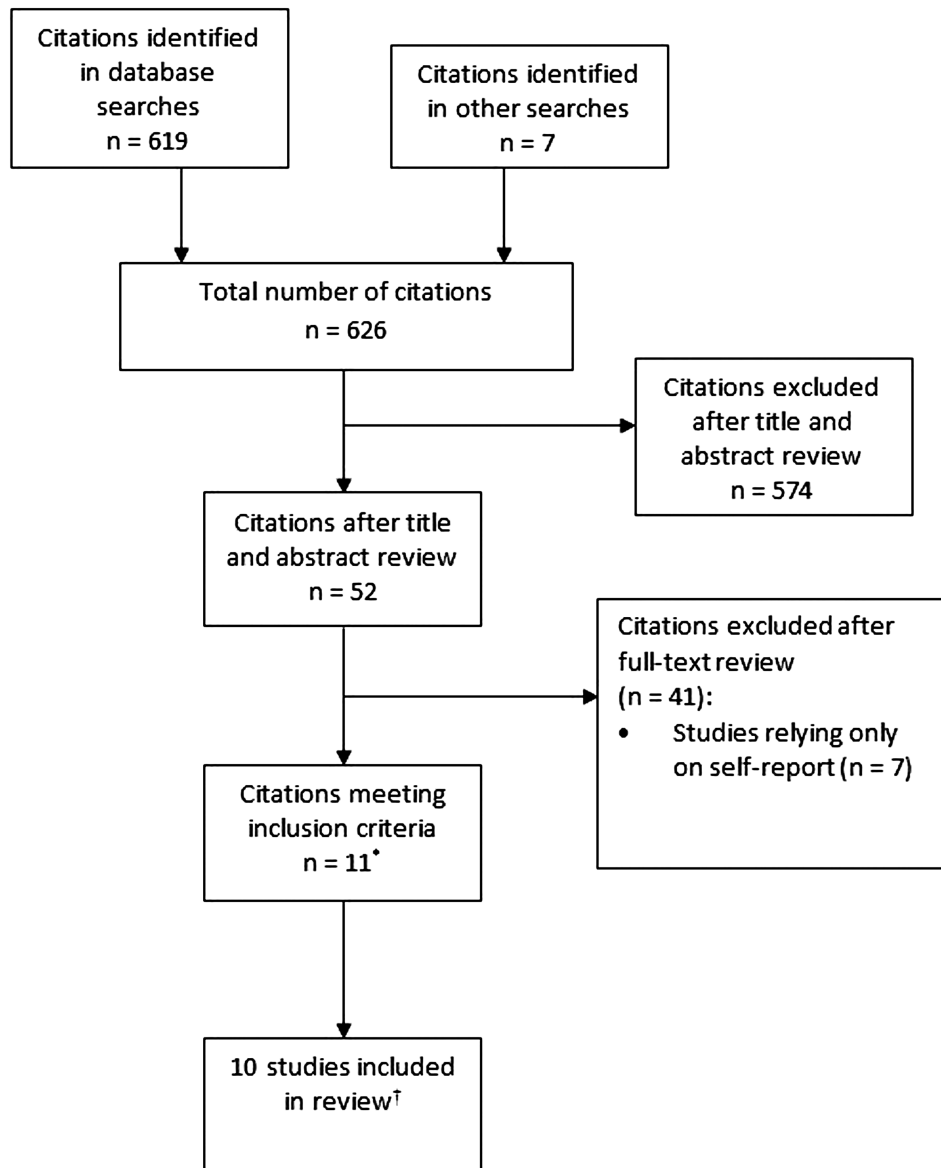 Citations identified
in database
searches
n = 619
Citations identified
in other searches
n = 7
Total number of citations
n = 626
Citations excluded
after title and
abstract review
n = 574
Citations after title
and abstract review
n = 52
Citations excluded after
full-text review
(n = 41):
• Studies relying only
on self-report (n = 7)
Citations meeting
inclusion criteria
n = 11*
10 studies included
in review†